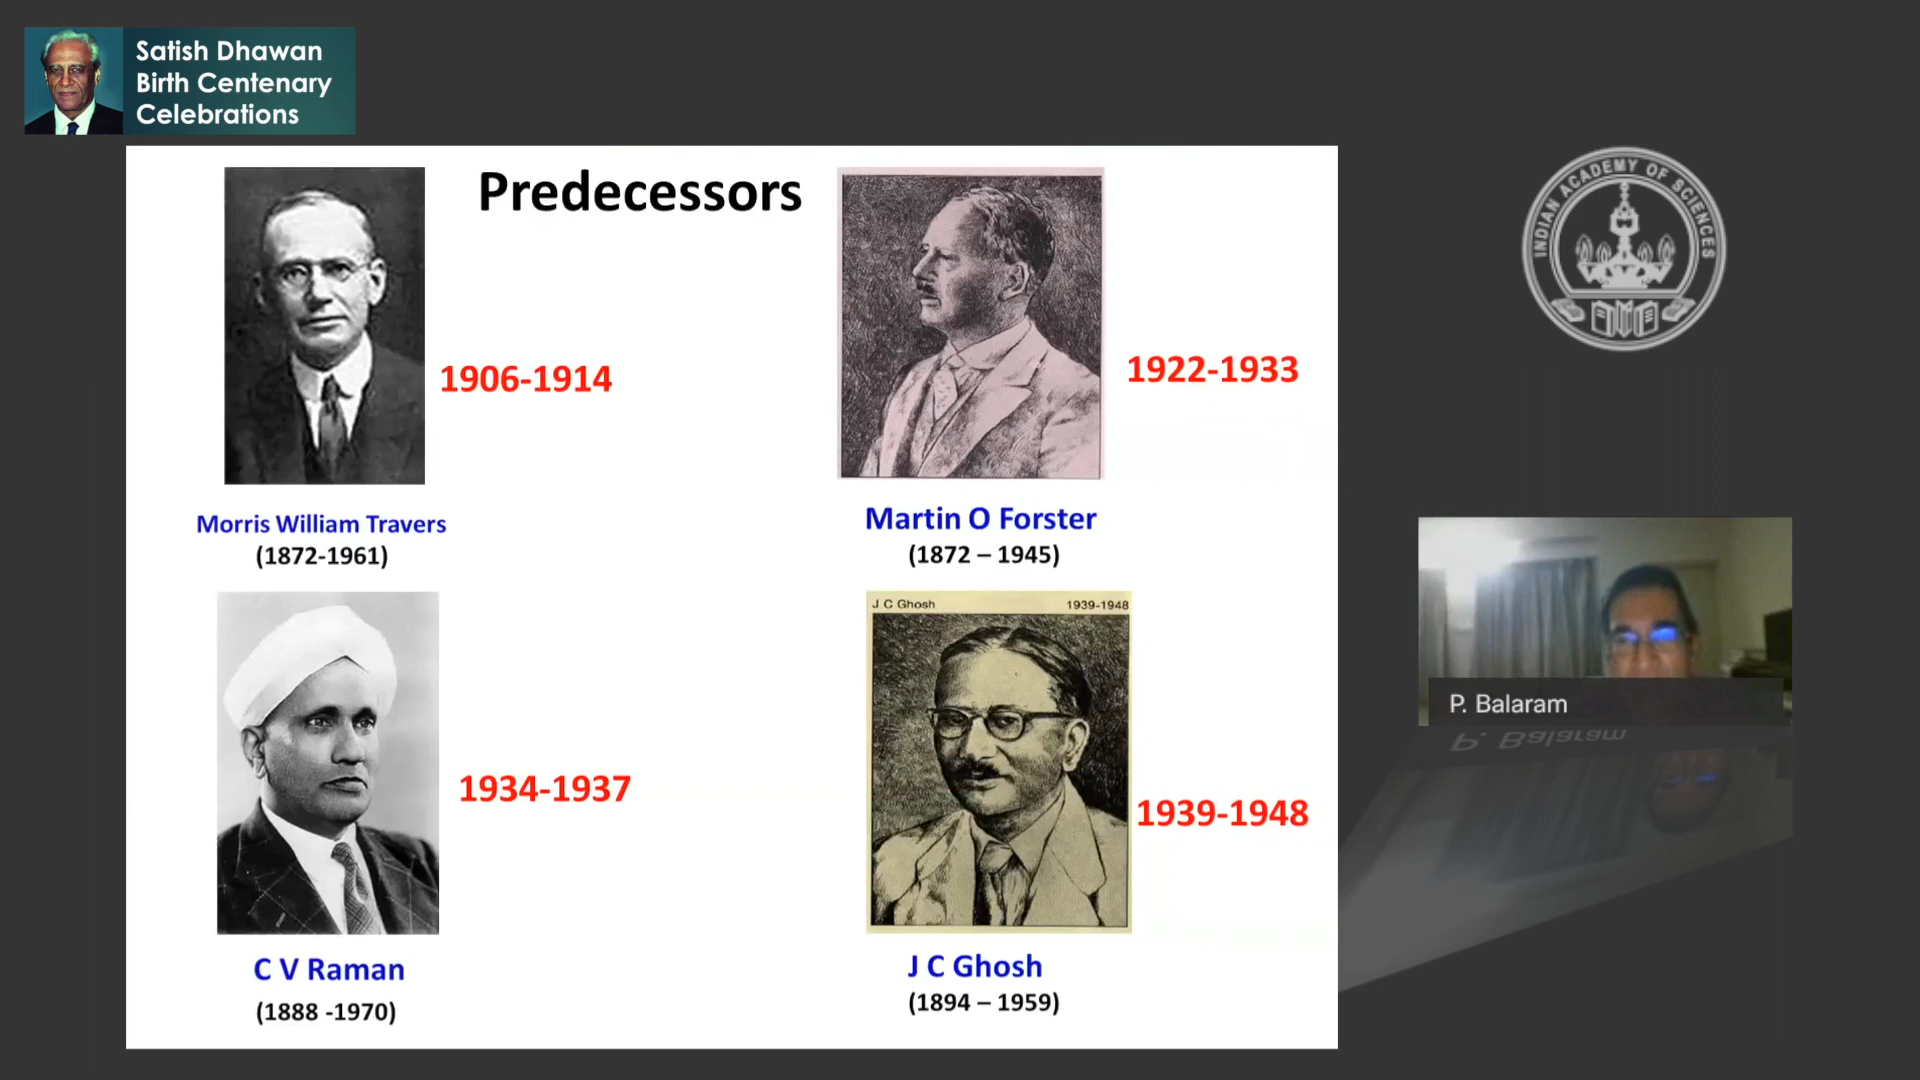 Satish Dhawan
Birth Centenary
Celebrations
Predecessors
1906-1914
1922-1933
Morris William Travers
(1872-1961)
Martin O Forster
(1872 – 1945)
J C Ghosh 1939-1948
1934-1937
1939-1948
C V Raman
(1888 -1970)
J C Ghosh
(1894 – 1959)
INDIAN ACADEMY OF SCIENCES
P. Balaram
P. Balaram